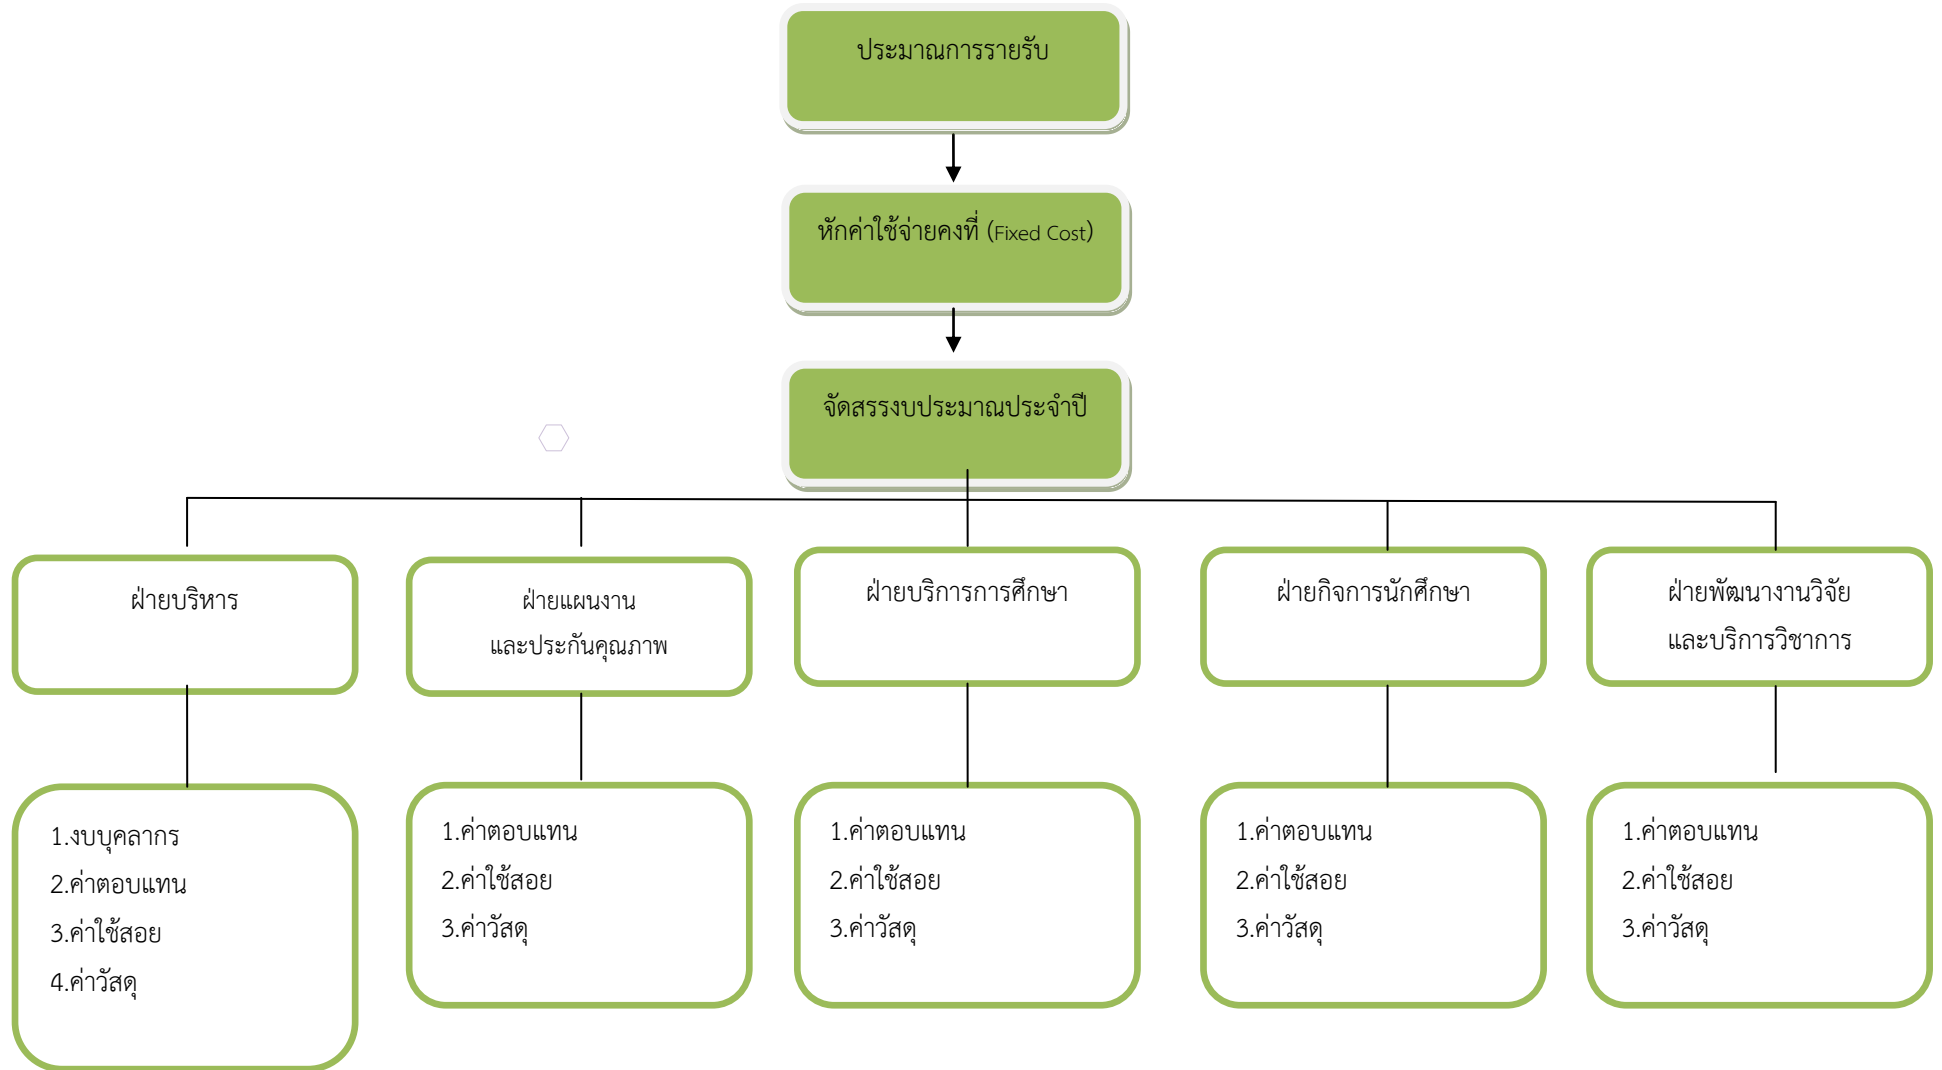 ประมาณการรายรับ
หักค่าใช้จ่ายคงที่ (Fixed Cost)
จัดสรรงบประมาณประจำปี
ฝ่ายบริหาร
ฝ่ายแผนงาน
และประกันคุณภาพ
ฝ่ายบริการการศึกษา
ฝ่ายกิจการนักศึกษา
ฝ่ายพัฒนางานวิจัย
และบริการวิชาการ
1.งบบุคลากร
2.ค่าตอบแทน
3.ค่าใช้สอย
4.ค่าวัสดุ
1.ค่าตอบแทน
2.ค่าใช้สอย
3.ค่าวัสดุ
1.ค่าตอบแทน
2.ค่าใช้สอย
3.ค่าวัสดุ
1.ค่าตอบแทน
2.ค่าใช้สอย
3.ค่าวัสดุ
1.ค่าตอบแทน
2.ค่าใช้สอย
3.ค่าวัสดุ